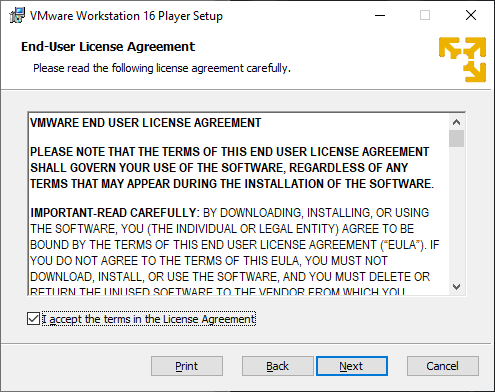 VMware Workstation 16 Player Setup
End-User License Agreement
Please read the following license agreement carefully.
VMWARE END USER LICENSE AGREEMENT
PLEASE NOTE THAT THE TERMS OF THIS END USER LICENSE AGREEMENT
SHALL GOVERN YOUR USE OF THE SOFTWARE, REGARDLESS OF ANY
TERMS THAT MAY APPEAR DURING THE INSTALLATION OF THE SOFTWARE.
IMPORTANT-READ CAREFULLY: BY DOWNLOADING, INSTALLING, OR USING
THE SOFTWARE, YOU (THE INDIVIDUAL OR LEGAL ENTITY) AGREE TO BE
BOUND BY THE TERMS OF THIS END USER LICENSE AGREEMENT (“EULA”). IF
YOU DO NOT AGREE TO THE TERMS OF THIS EULA, YOU MUST NOT
DOWNLOAD, INSTALL, OR USE THE SOFTWARE, AND YOU MUST DELETE OR
RETURN THE UNUSED SOFTWARE TO THE VENDOR FROM WHICH YOU
I accept the terms in the License Agreement
Print Back Next Cancel